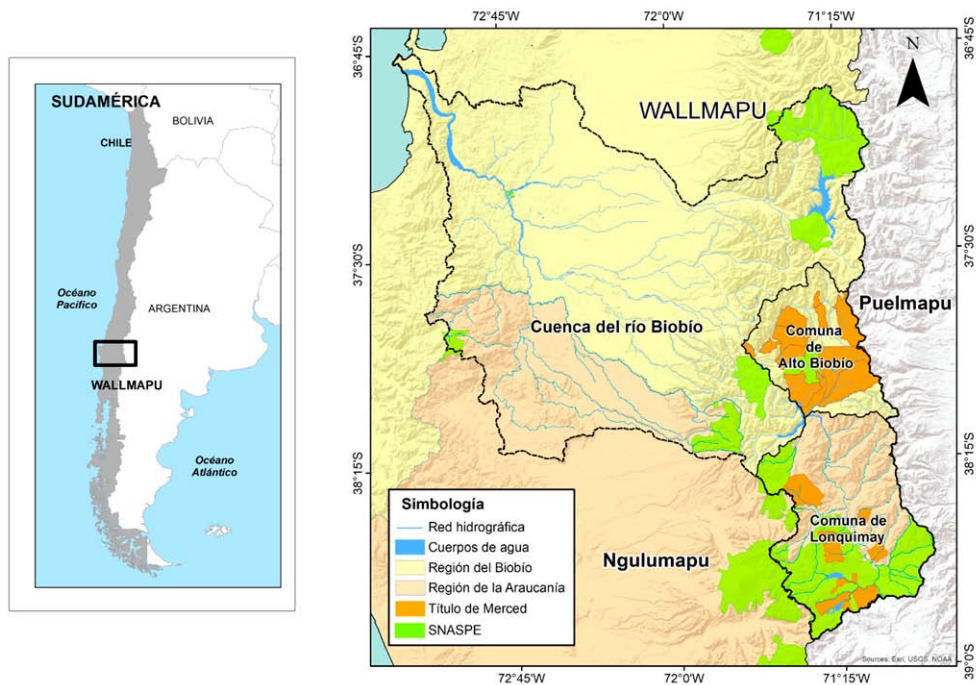 SUDAMÉRICA
BOLIVIA
CHILE
Océano
Pacífico
ARGENTINA
WALLMAPU
Océano
Atlántico
72°45'W
72°0'W
71°15'W
36°45'S
36°45'S
N
WALLMAPU
37°30'S
37°30'S
Puelmapu
Cuenca del río Biobío
Comuna
de
Alto Biobío
38°15'S
38°15'S
Simbología
Red hidrográfica
Cuerpos de agua
Región del Biobío
Región de la Araucanía
Título de Merced
SNASPE
Comuna de
Lonquimay
Ngulumapu
Sources: Esri, USGS, NOAA
39°0'S
72°45'W
72°0'W
71°15'W